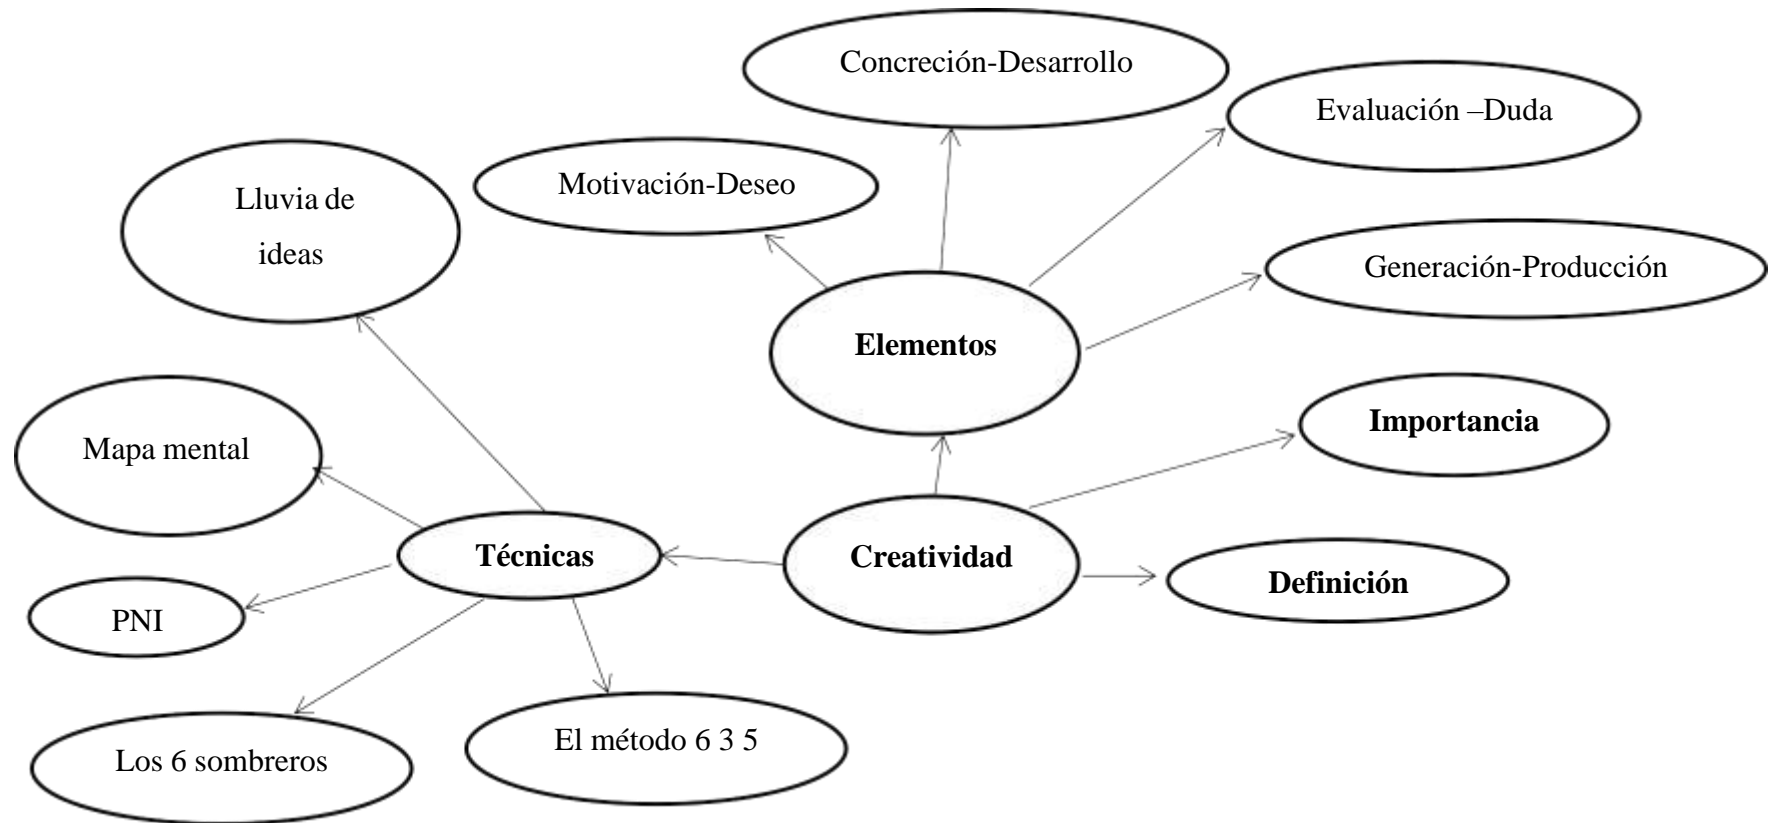 Concreción-Desarrollo
Evaluación –Duda
Motivación-Deseo
Lluvia de
ideas
Generación-Producción
Elementos
Importancia
Mapa mental
Técnicas
Creatividad
Definición
PNI
El método 6 3 5
Los 6 sombreros